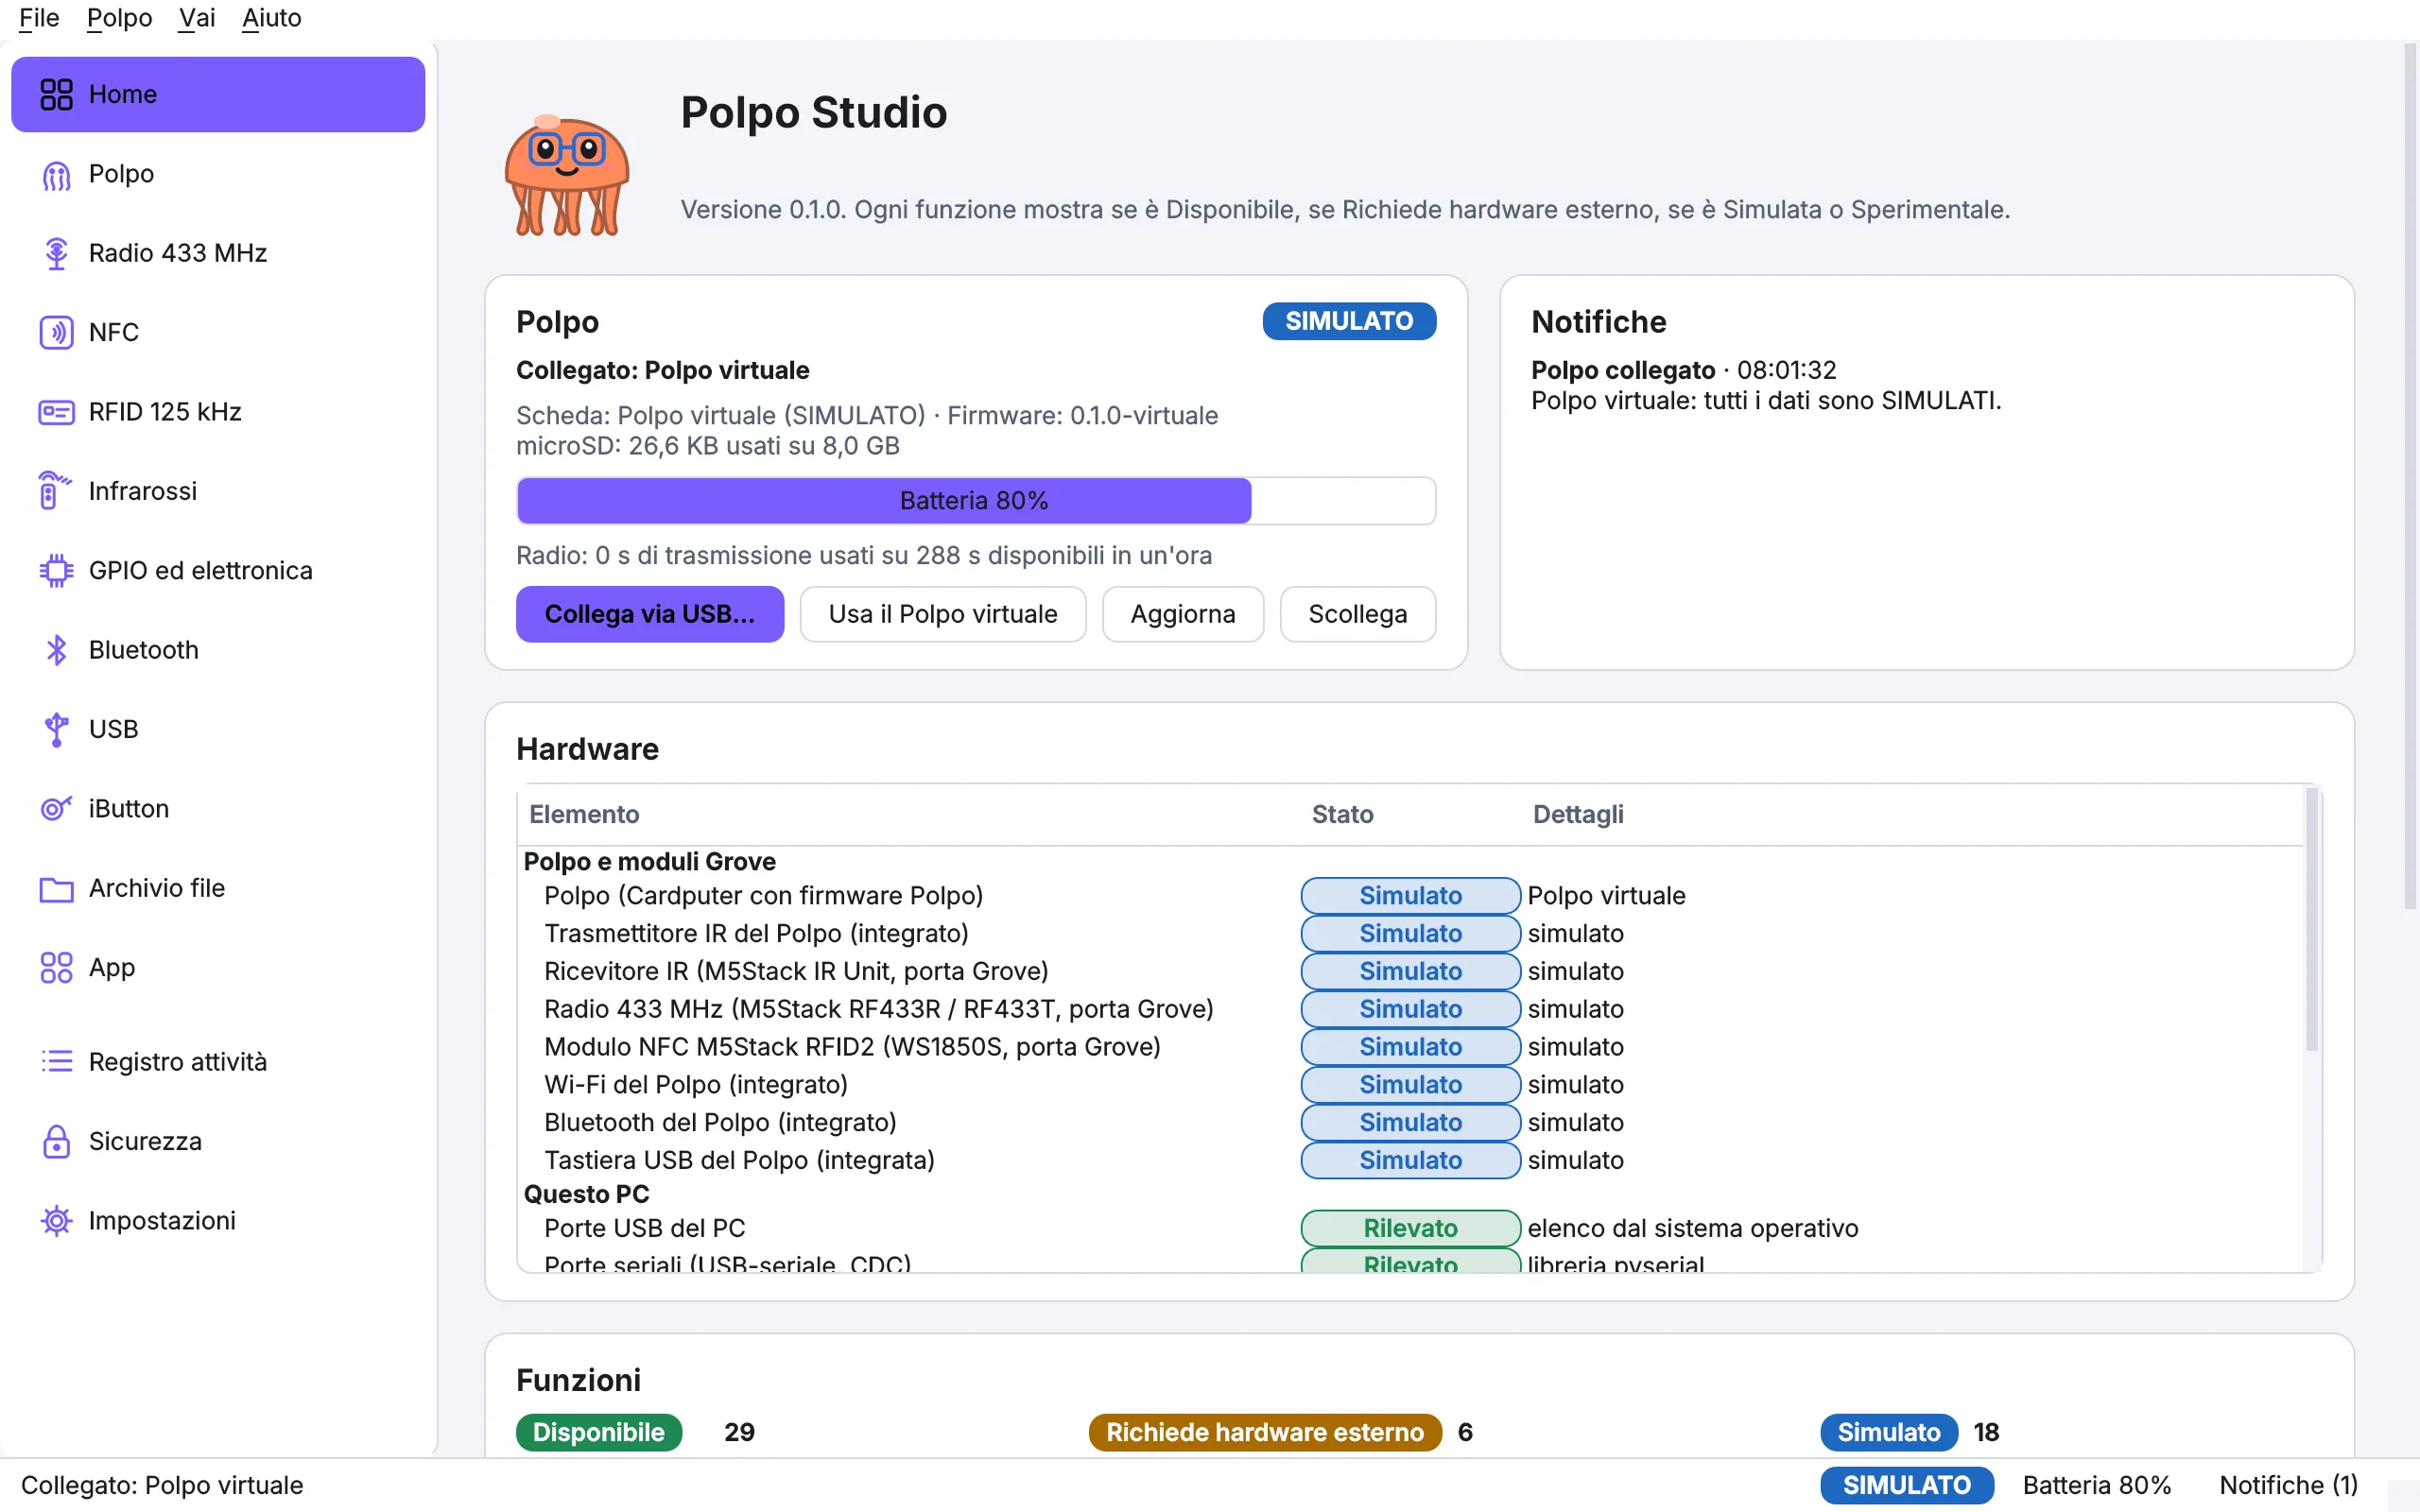 File Polpo Vai Aiuto
Home
Polpo
Radio 433 MHz
NFC
RFID 125 kHz
Infrarossi
GPIO ed elettronica
Bluetooth
USB
iButton
Archivio file
App
Registro attività
Sicurezza
Impostazioni
Polpo Studio
Versione 0.1.0. Ogni funzione mostra se è Disponibile, se Richiede hardware esterno, se è Simulata o Sperimentale.
Polpo SIMULATO
Collegato: Polpo virtuale
Scheda: Polpo virtuale (SIMULATO) · Firmware: 0.1.0-virtuale
microSD: 26,6 KB usati su 8,0 GB
Batteria 80%
Radio: 0 s di trasmissione usati su 288 s disponibili in un'ora
Collega via USB... Usa il Polpo virtuale Aggiorna Scollega
Notifiche
Polpo collegato · 08:01:32
Polpo virtuale: tutti i dati sono SIMULATI.
Hardware
Elemento Stato Dettagli
Polpo e moduli Grove
Polpo (Cardputer con firmware Polpo) Simulato Polpo virtuale
Trasmettitore IR del Polpo (integrato) Simulato simulato
Ricevitore IR (M5Stack IR Unit, porta Grove) Simulato simulato
Radio 433 MHz (M5Stack RF433R / RF433T, porta Grove) Simulato simulato
Modulo NFC M5Stack RFID2 (WS1850S, porta Grove) Simulato simulato
Wi-Fi del Polpo (integrato) Simulato simulato
Bluetooth del Polpo (integrato) Simulato simulato
Tastiera USB del Polpo (integrata) Simulato simulato
Questo PC
Porte USB del PC Rilevato elenco dal sistema operativo
Porte seriali (USB-seriale, CDC) Rilevato libreria pyserial
Funzioni
Disponibile 29 Richiede hardware esterno 6 Simulato 18
Collegato: Polpo virtuale SIMULATO Batteria 80% Notifiche (1)